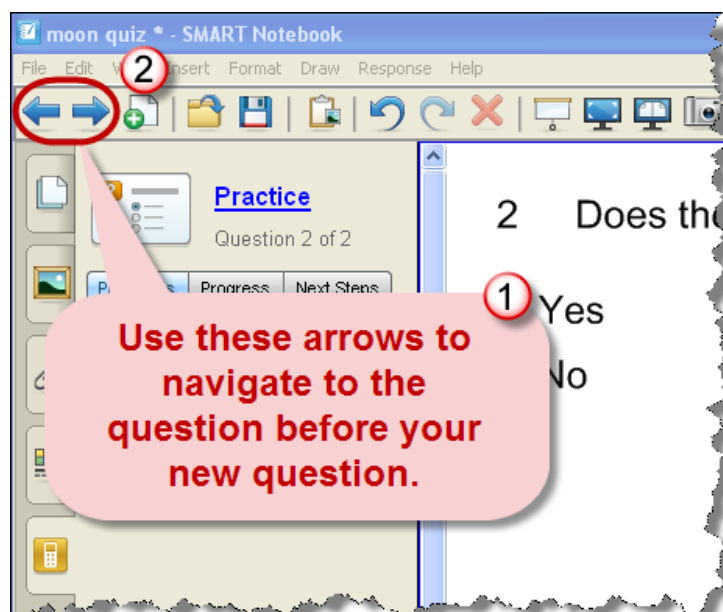 moon quiz * - SMART Notebook
File Edit Insert Format Draw Response Help
2
Practice
Question 2 of 2
Progress Next Steps
2 Does the
1
Yes
No
Use these arrows to
navigate to the
question before your
new question.